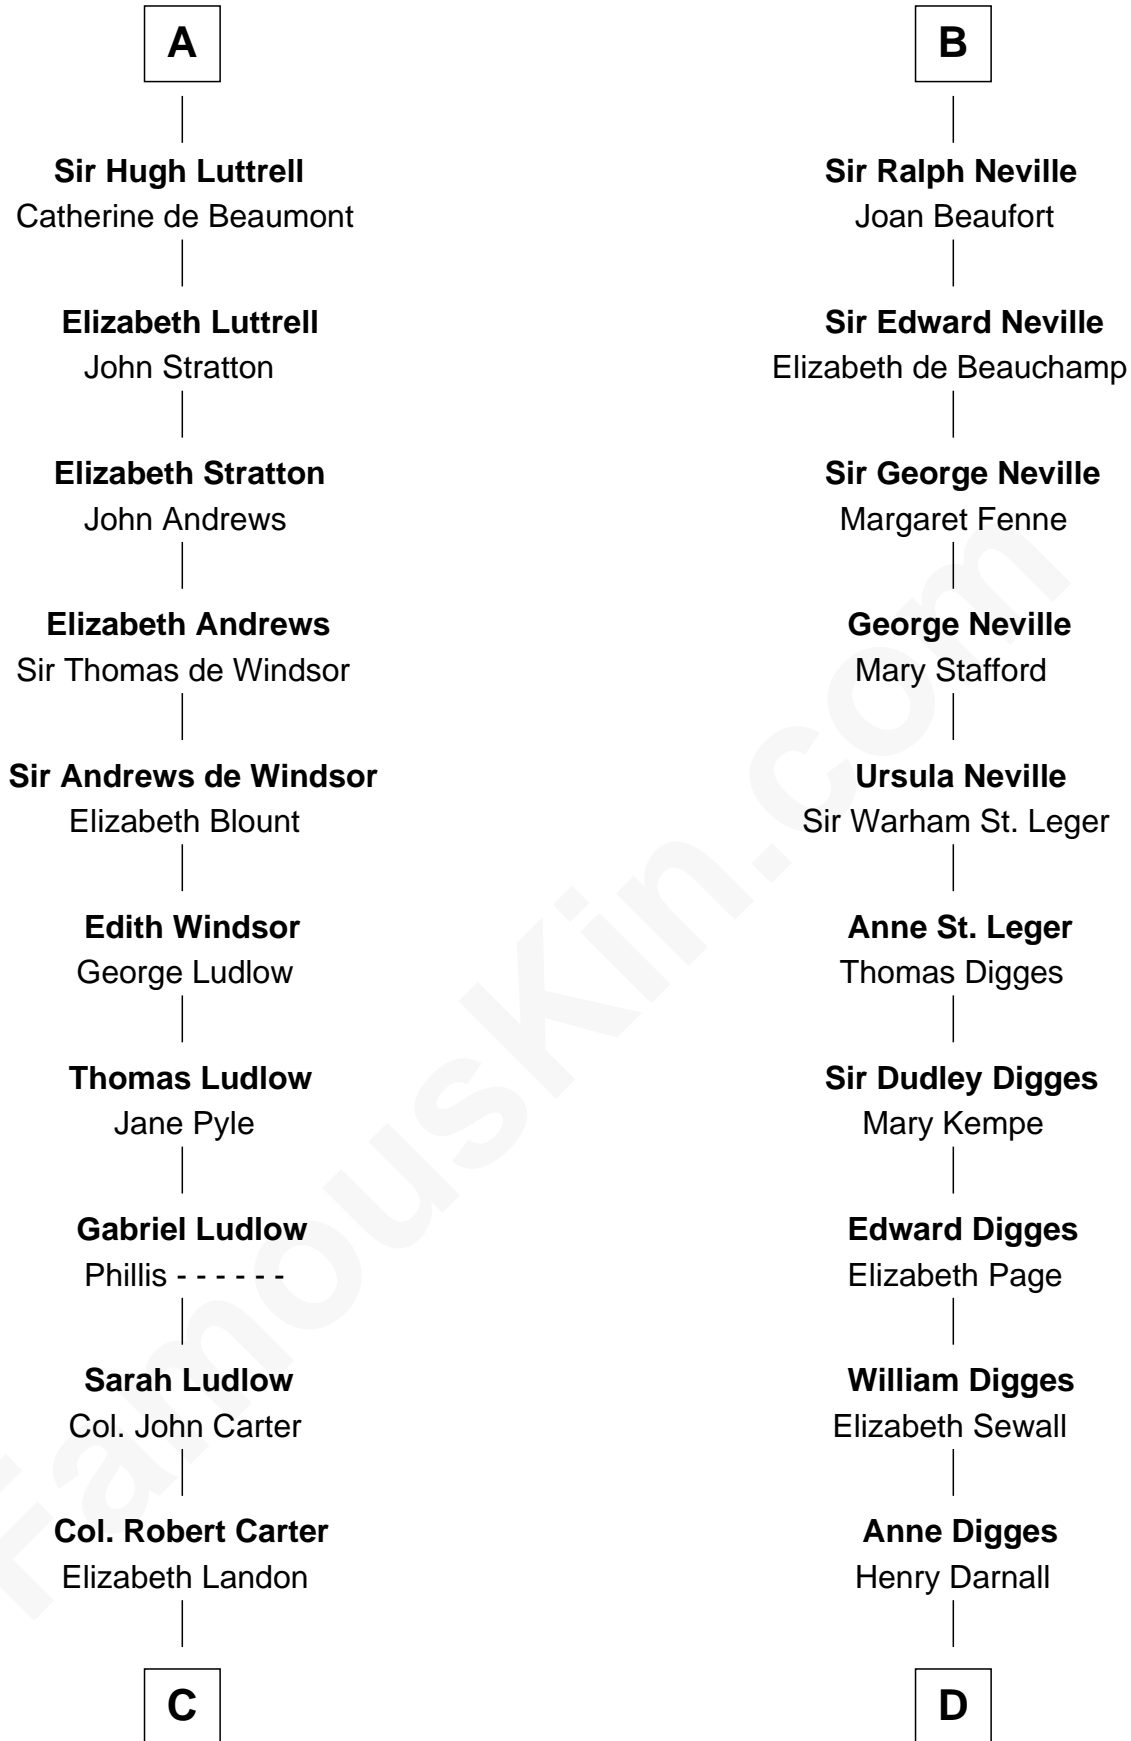 A
Sir Hugh Luttrell
Catherine de Beaumont
Elizabeth Luttrell
John Stratton
Elizabeth Stratton
John Andrews
Elizabeth Andrews
Sir Thomas de Windsor
Sir Andrews de Windsor
Elizabeth Blount
Edith Windsor
George Ludlow
Thomas Ludlow
Jane Pyle
Gabriel Ludlow
Phillis - - - - - -
Sarah Ludlow
Col. John Carter
Col. Robert Carter
Elizabeth Landon
C
B
Sir Ralph Neville
Joan Beaufort
Sir Edward Neville
Elizabeth de Beauchamp
Sir George Neville
Margaret Fenne
George Neville
Mary Stafford
Ursula Neville
Sir Warham St. Leger
Anne St. Leger
Thomas Digges
Sir Dudley Digges
Mary Kempe
Edward Digges
Elizabeth Page
William Digges
Elizabeth Sewall
Anne Digges
Henry Darnall
D
FamousKin.com